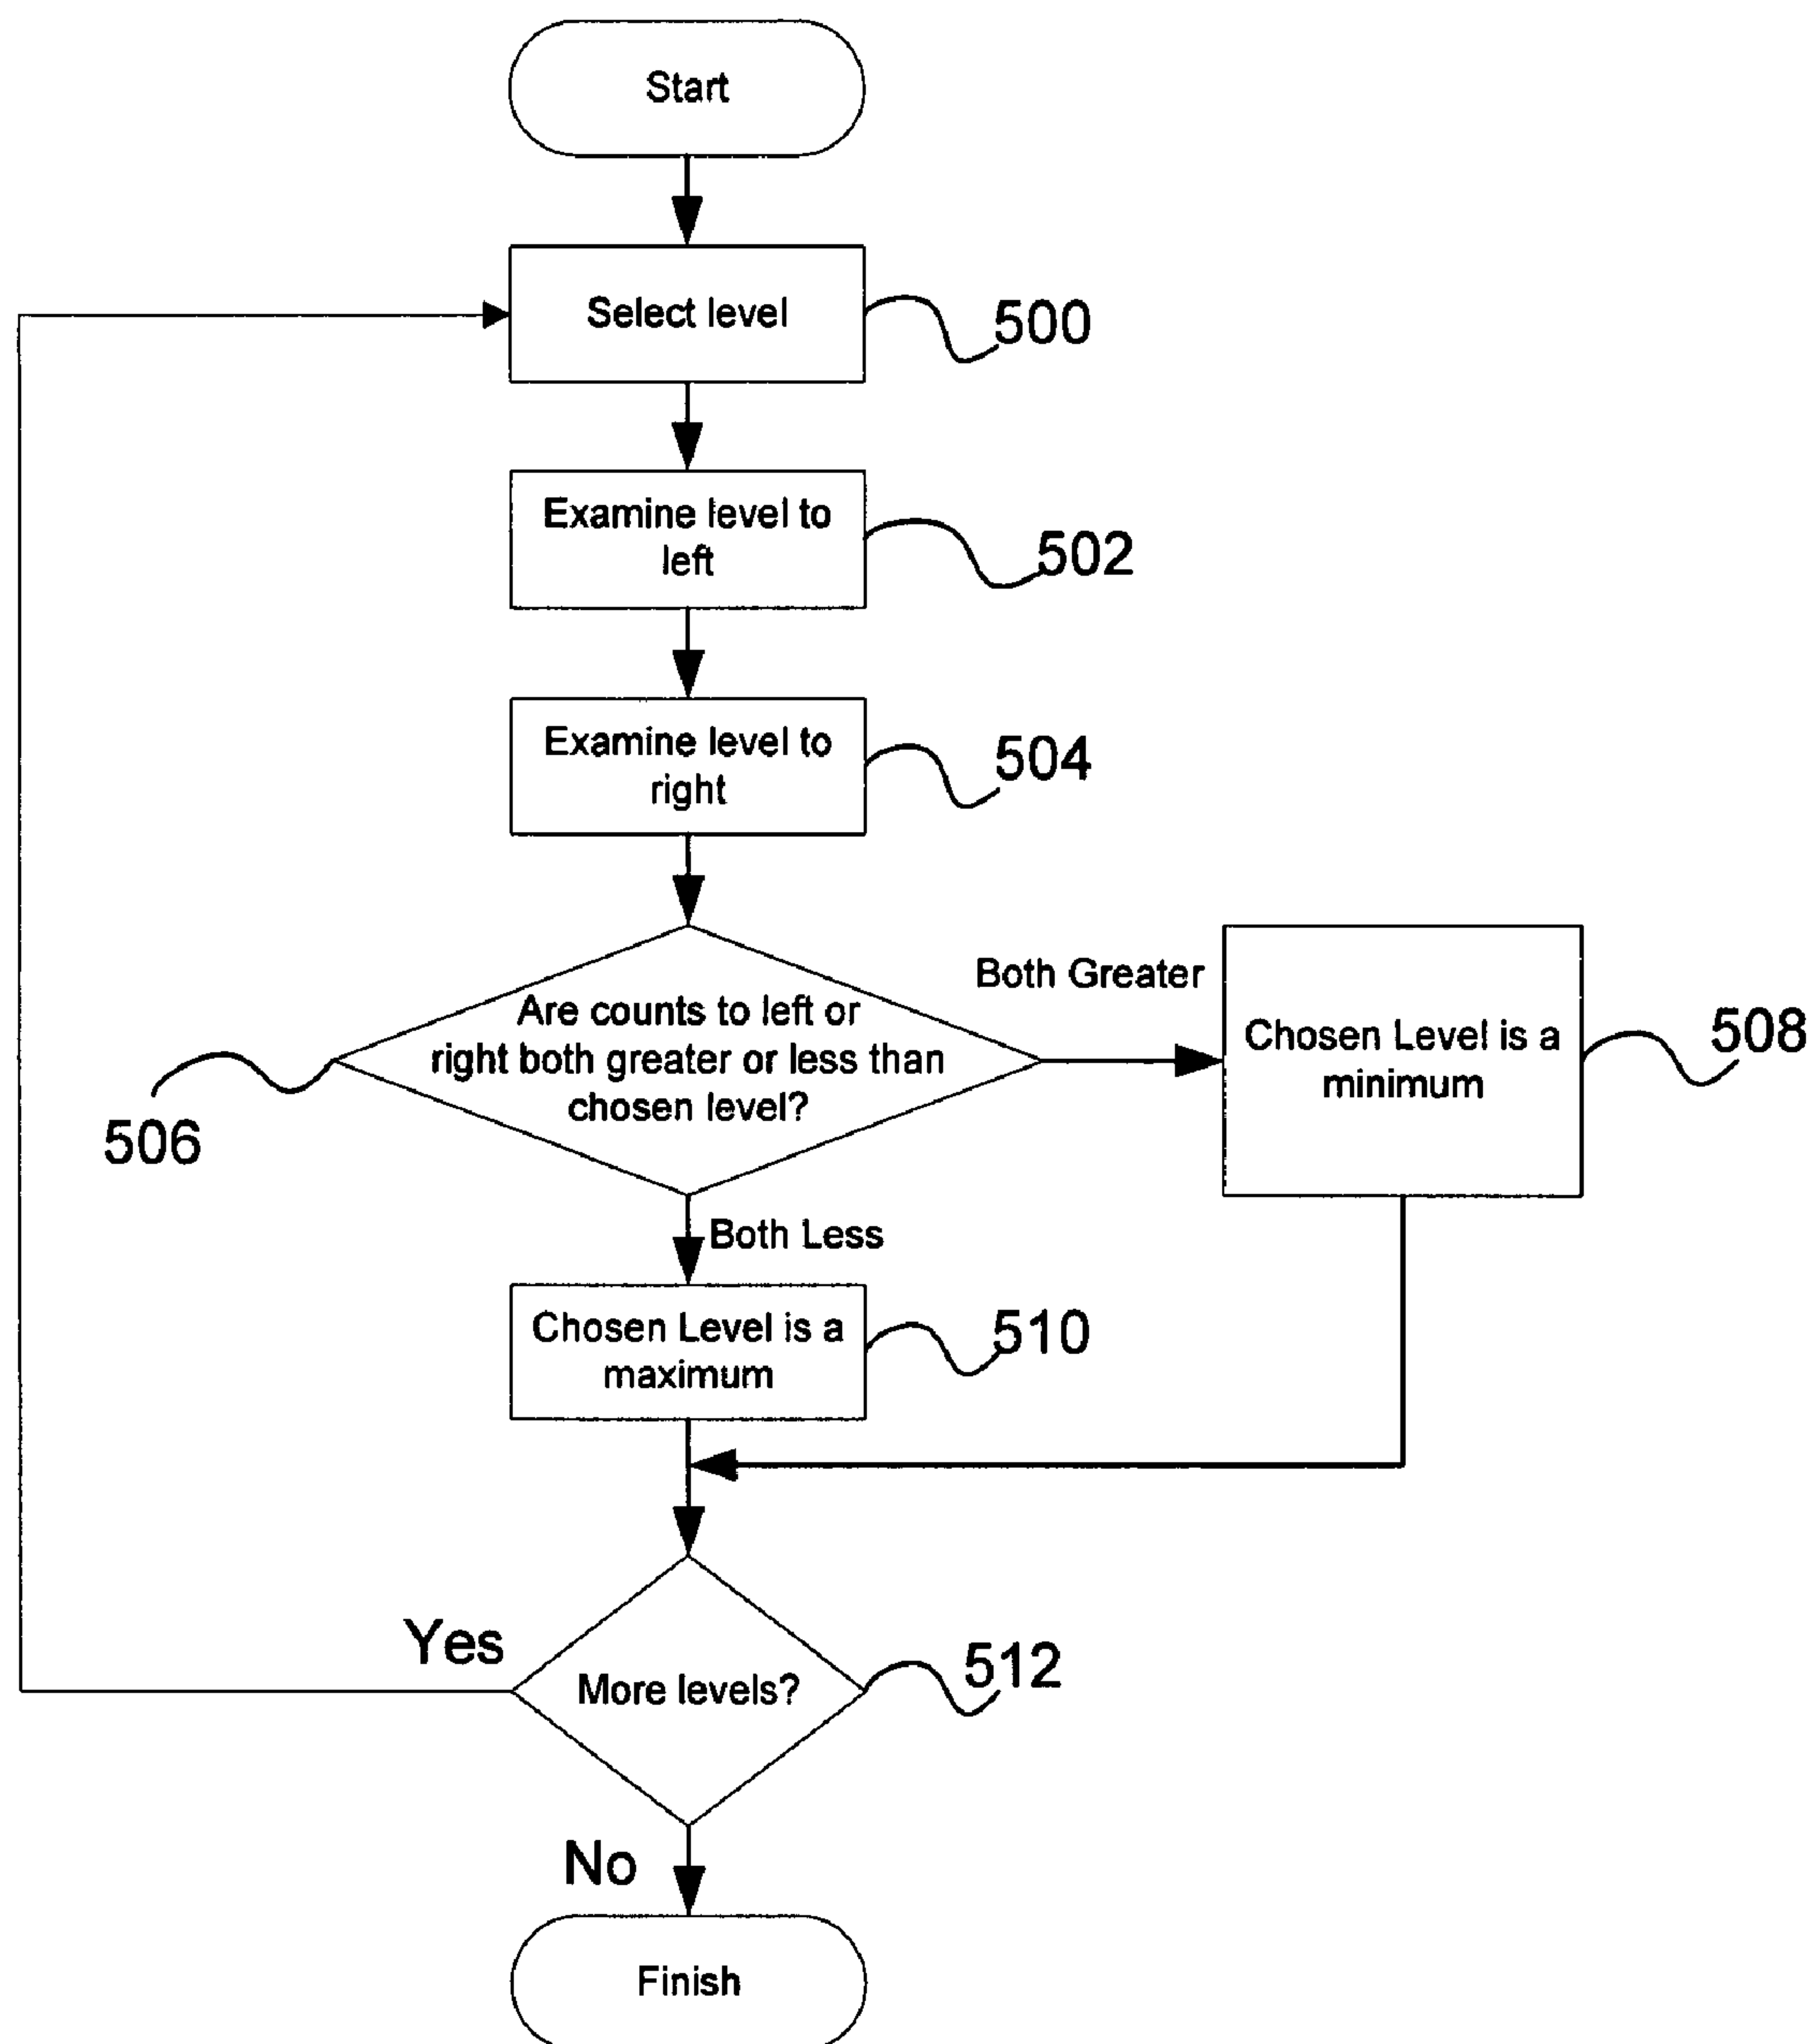 Start
Select level
500
Examine level to
left
502
Examine level to
right
504
Are counts to left or
right both greater or less than
chosen level?
506
Both Greater
Chosen Level is a
minimum
508
Both Less
Chosen Level is a
maximum
510
More levels?
512
Yes
No
Finish